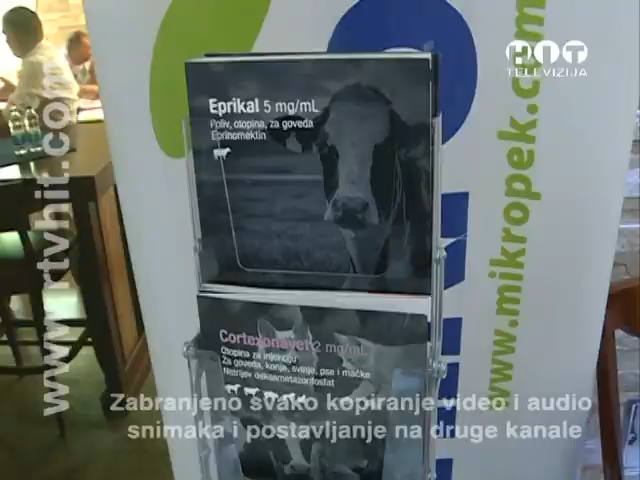 HIT
TELEVIZIJA
Eprikal 5 mg/mL
Poliv, otopina, za goveda
Eprinomektin
www.mikropek.com
www.rtvhit.com
Cortexonavet 2 mg/mL
Otopina za injekciju
Za goveda, konje, svinje, pse i mačke
Natrijev deksametazonfosfat
Zabranjeno svako kopiranje video i audio
snimaka i postavljanje na druge kanale